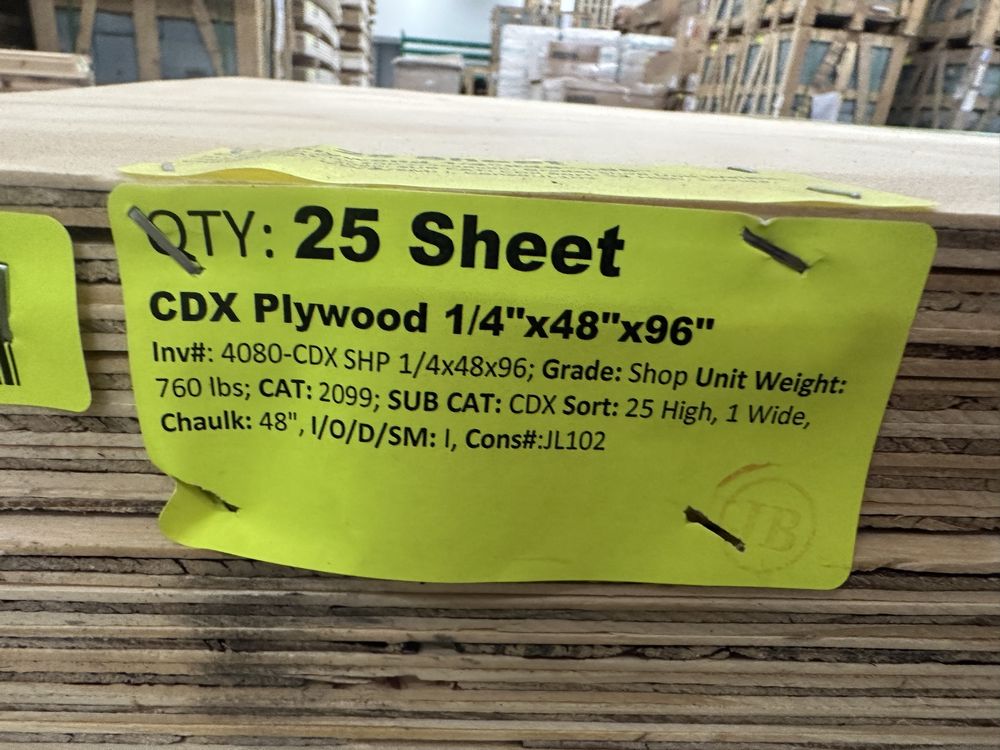 QTY: 25 Sheet
CDX Plywood 1/4"x48"x96"
Inv#: 4080-CDX SHP 1/4x48x96; Grade: Shop Unit Weight:
760 lbs; CAT: 2099; SUB CAT: CDX Sort: 25 High, 1 Wide,
Chaulk: 48", I/O/D/SM: I, Cons#:JL102